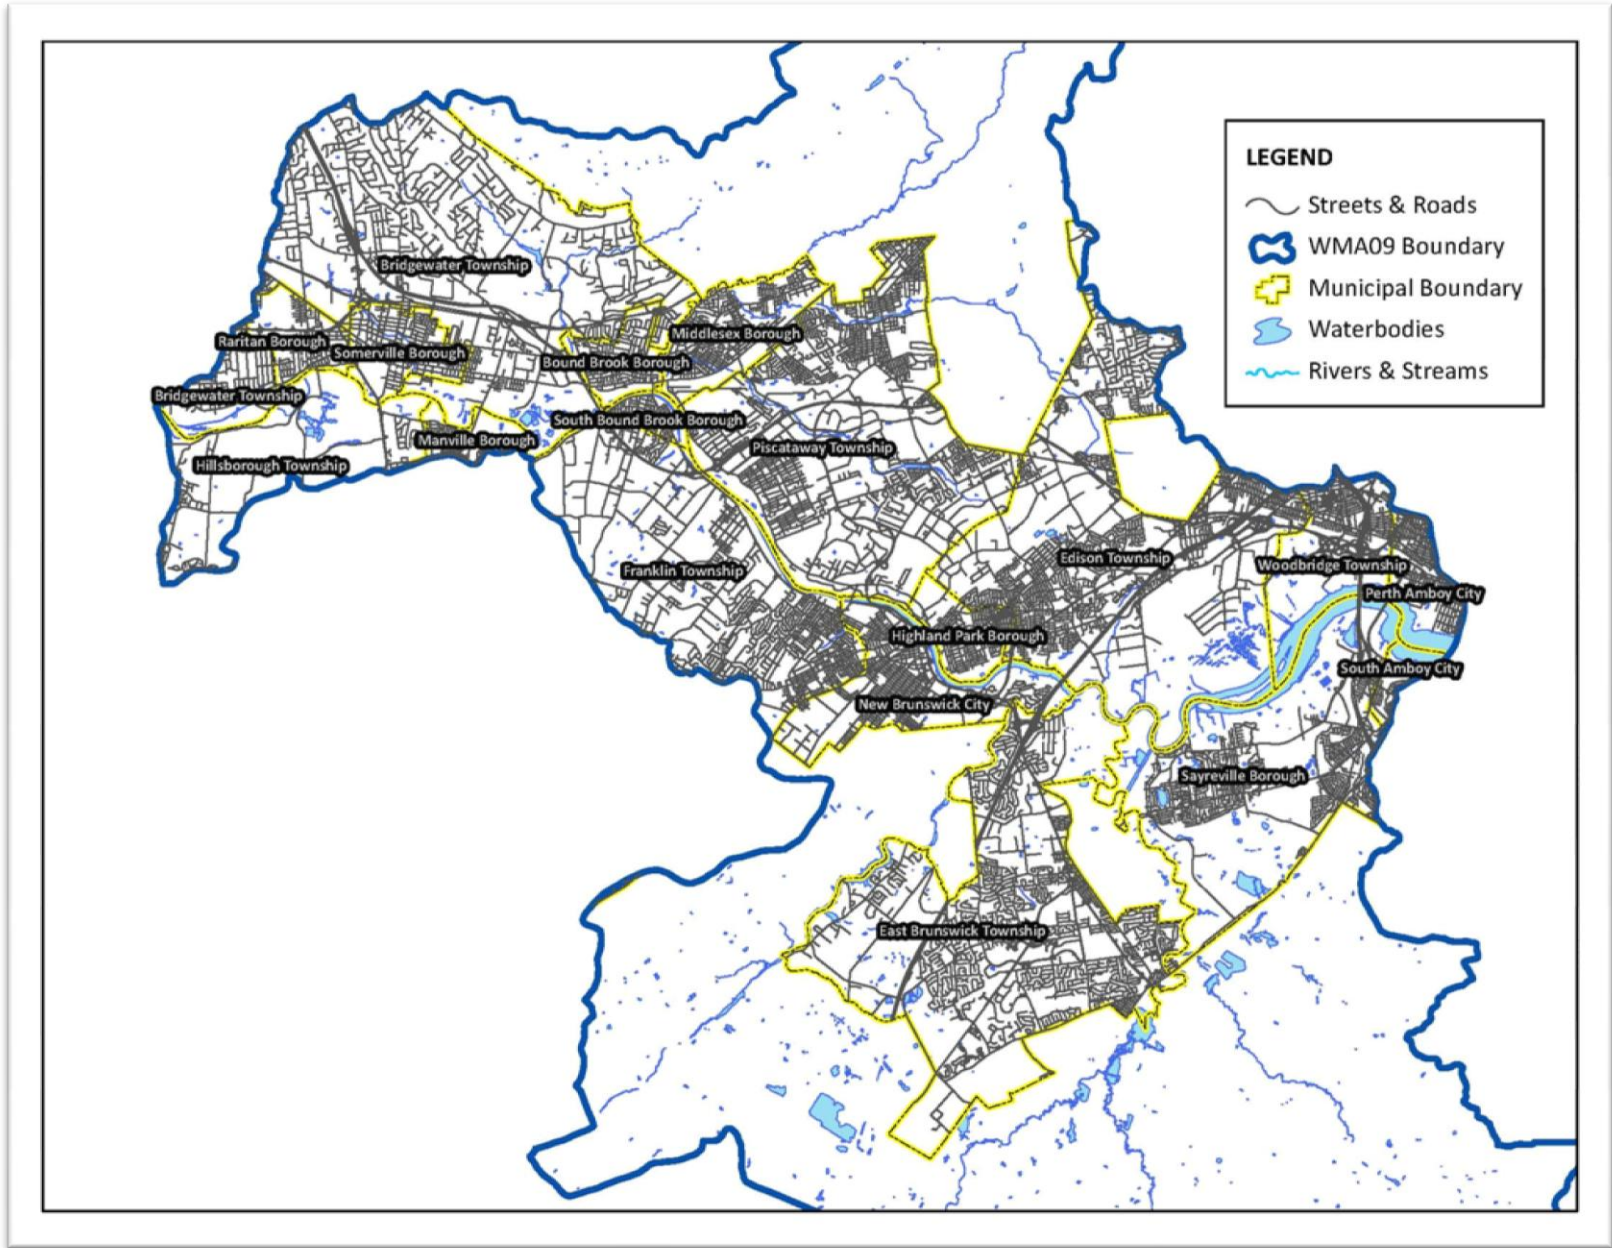 LEGEND
Streets & Roads
WMA09 Boundary
Municipal Boundary
Waterbodies
Rivers & Streams
Bridgewater Township
Middlesex Borough
Raritan Borough
Somerville Borough
Bound Brook Borough
Bridgewater Township
South Bound Brook Borough
Manville Borough
Piscataway Township
Hillsborough Township
Edison Township
Woodbridge Township
Franklin Township
Perth Amboy City
Highland Park Borough
South Amboy City
New Brunswick City
Sayreville Borough
East Brunswick Township